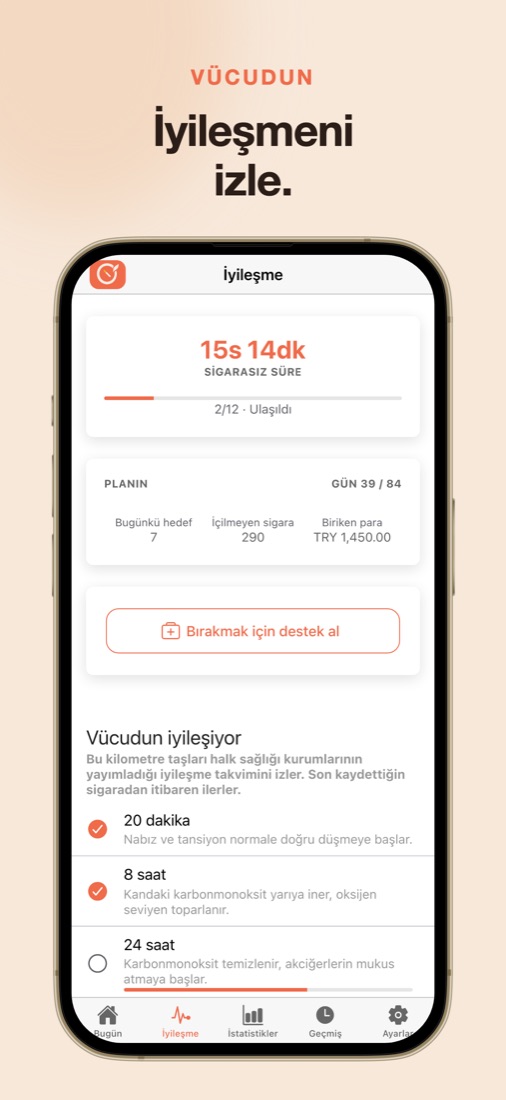 VÜCUDUN
İyileşmeni
izle.
İyileşme
15s 14dk
SİGARASIZ SÜRE
2/12 · Ulaşıldı
PLANIN GÜN 39 / 84
Bugünkü hedef İçilmeyen sigara Biriken para
7 290 TRY 1,450.00
Bırakmak için destek al
Vücudun iyileşiyor
Bu kilometre taşları halk sağlığı kurumlarının
yayımladığı iyileşme takvimini izler. Son kaydettiğin
sigaradan itibaren ilerler.
20 dakika
Nabız ve tansiyon normale doğru düşmeye başlar.
8 saat
Kandaki karbonmonoksit yarıya iner, oksijen
seviyen toparlanır.
24 saat
Karbonmonoksit temizlenir, akciğerlerin mukus
atmaya başlar.
Bugün İyileşme İstatistikler Geçmiş Ayarlar